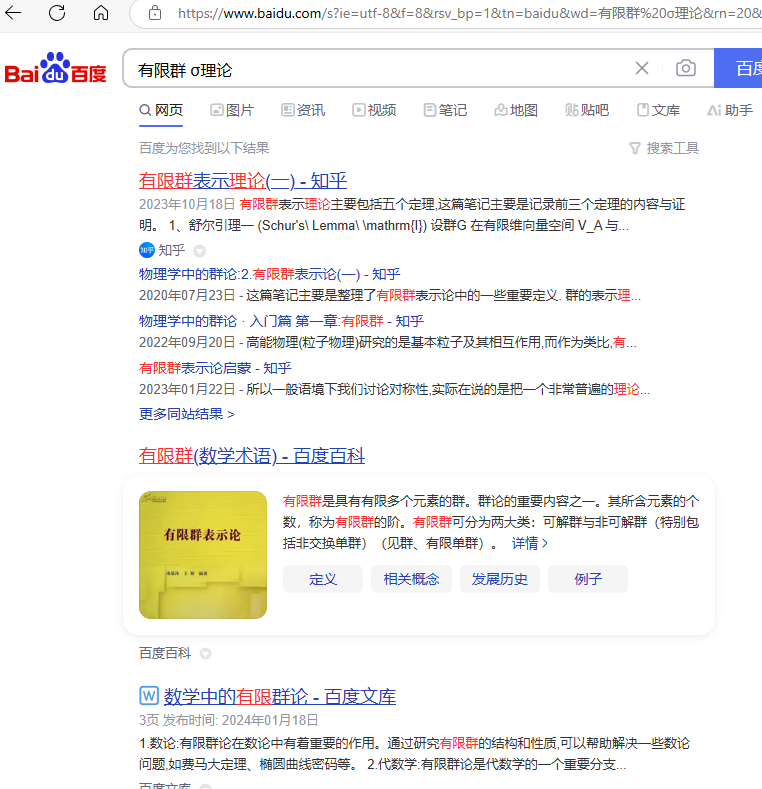 https://www.baidu.com/s?ie=utf-8&f=8&rsv_bp=1&tn=baidu&wd=有限群%20σ理论&rn=20&
Bai du 百度
有限群 σ理论
百度
网页 图片 资讯 视频 笔记 地图 贴吧 文库 助手
百度为您找到以下结果 搜索工具
有限群表示理论(一) - 知乎
2023年10月18日 有限群表示理论主要包括五个定理,这篇笔记主要是记录前三个定理的内容与证
明。 1、舒尔引理一 (Schur's\ Lemma\ \mathrm{I}) 设群G 在有限维向量空间 V_A 与...
知乎 知乎
物理学中的群论:2.有限群表示论(一) - 知乎
2020年07月23日 - 这篇笔记主要是整理了有限群表示论中的一些重要定义. 群的表示理...
物理学中的群论 · 入门篇 第一章:有限群 - 知乎
2022年09月20日 - 高能物理(粒子物理)研究的是基本粒子及其相互作用,而作为类比,有...
有限群表示论启蒙 - 知乎
2023年01月22日 - 所以一般语境下我们讨论对称性,实际在说的是把一个非常普遍的理论...
更多同站结果 >
有限群(数学术语) - 百度百科
有限群表示论
有限群是具有有限多个元素的群。群论的重要内容之一。其所含元素的个
数，称为有限群的阶。有限群可分为两大类：可解群与非可解群（特别包
括非交换单群）（见群、有限单群）。 详情 >
定义 相关概念 发展历史 例子
百度百科
W 数学中的有限群论 - 百度文库
3页 发布时间: 2024年01月18日
1.数论:有限群论在数论中有着重要的作用。通过研究有限群的结构和性质,可以帮助解决一些数论
问题,如费马大定理、椭圆曲线密码等。 2.代数学:有限群论是代数学的一个重要分支...
百度文库